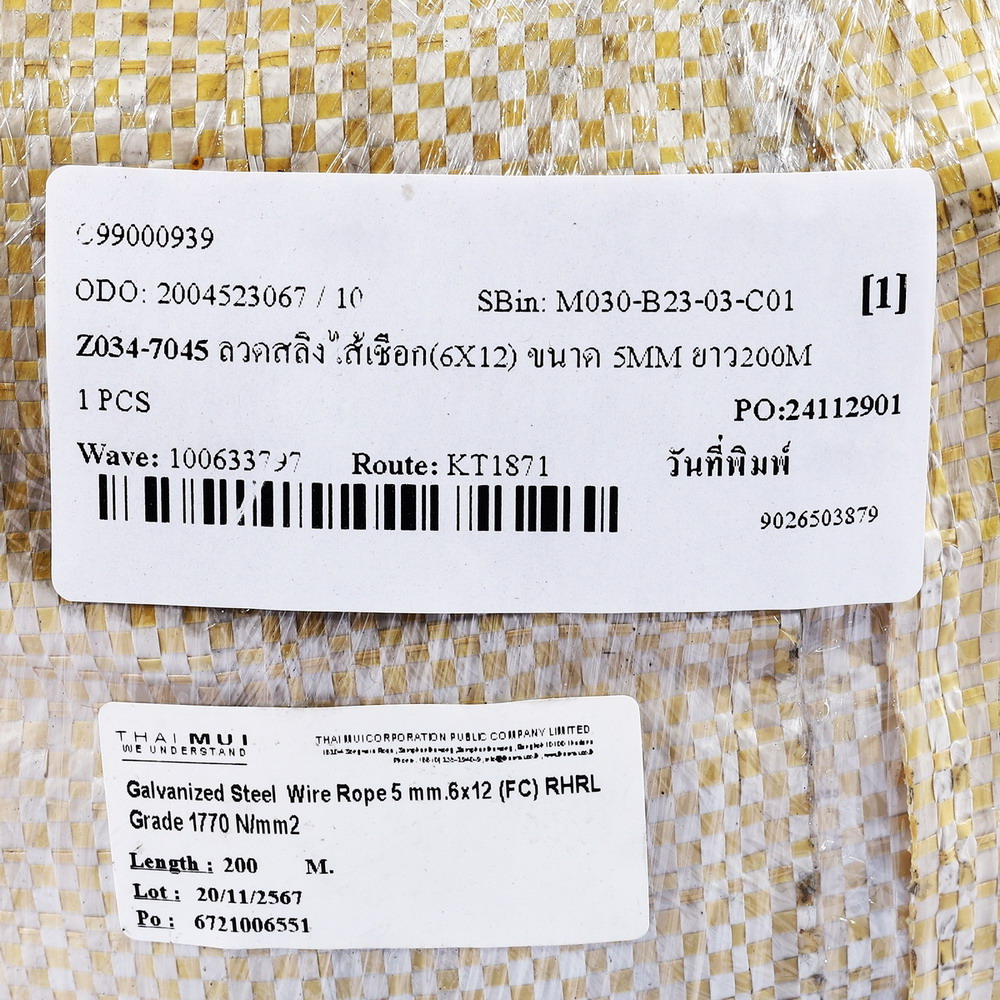 C99000939
ODO: 2004523067 / 10
SBin: M030-B23-03-C01
[1]
Z034-7045 ลวดสลิงไส้เชือก(6X12) ขนาด 5MM ยาว200M
1 PCS
PO:24112901
Wave: 100633797
Route: KT1871
วันที่พิมพ์
9026503879
THAI MUI
WE UNDERSTAND
THAI MUI CORPORATION PUBLIC COMPANY LIMITED
Galvanized Steel Wire Rope 5 mm.6x12 (FC) RHRL
Grade 1770 N/mm2
Length : 200 M.
Lot : 20/11/2567
Po : 6721006551